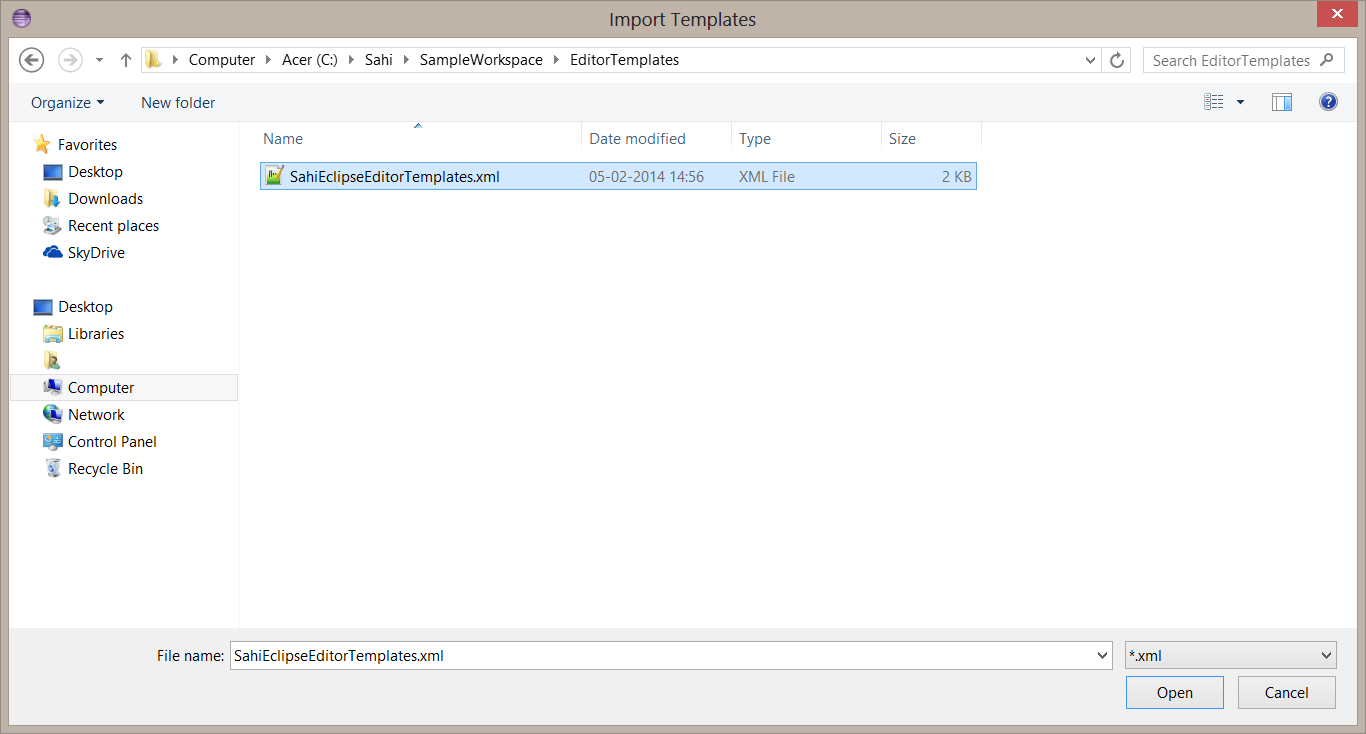 Import Templates
Computer Acer (C:) Sahi SampleWorkspace EditorTemplates Search EditorTemplates
Organize New folder
Name Date modified Type Size
SahiEclipseEditorTemplates.xml 05-02-2014 14:56 XML File 2 KB
Favorites
Desktop
Downloads
Recent places
SkyDrive
Desktop
Libraries
Computer
Network
Control Panel
Recycle Bin
File name: SahiEclipseEditorTemplates.xml *.xml
Open Cancel